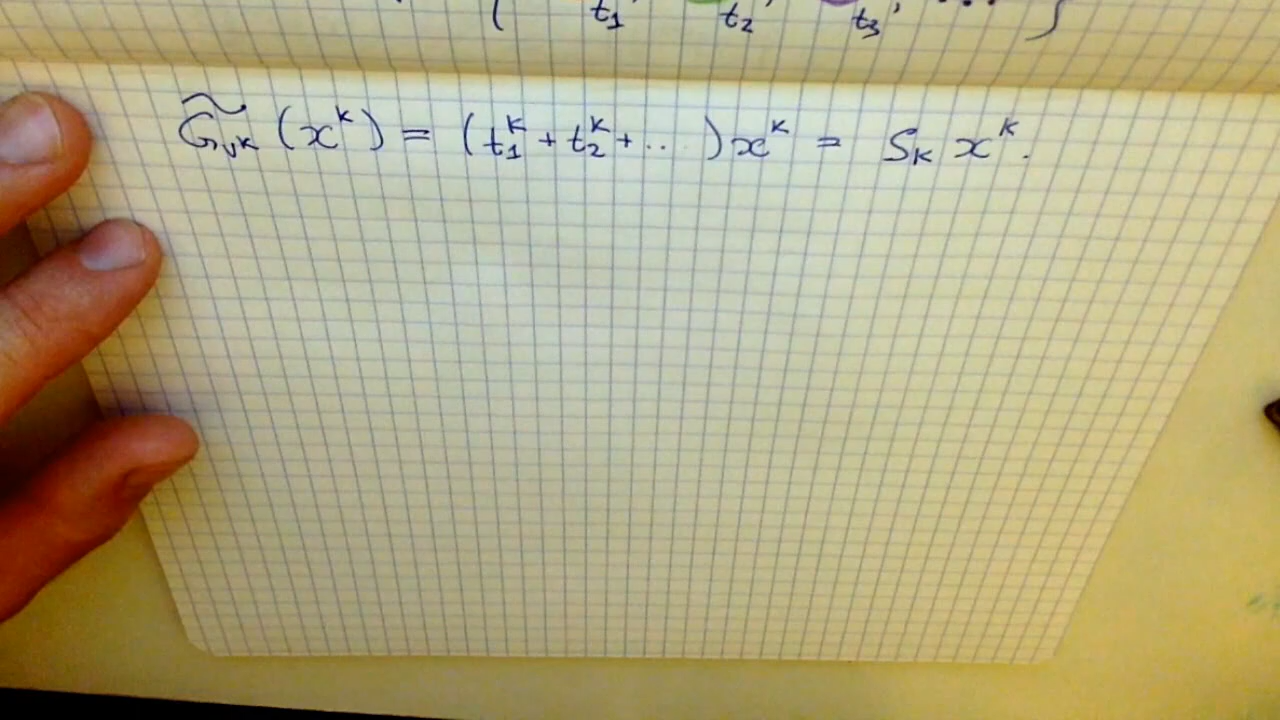 { t₁, t₂, t₃, ... }
G̃ᵥₖ (xᵏ) = (t₁ᵏ + t₂ᵏ + ...) xᵏ = Sₖ xᵏ.